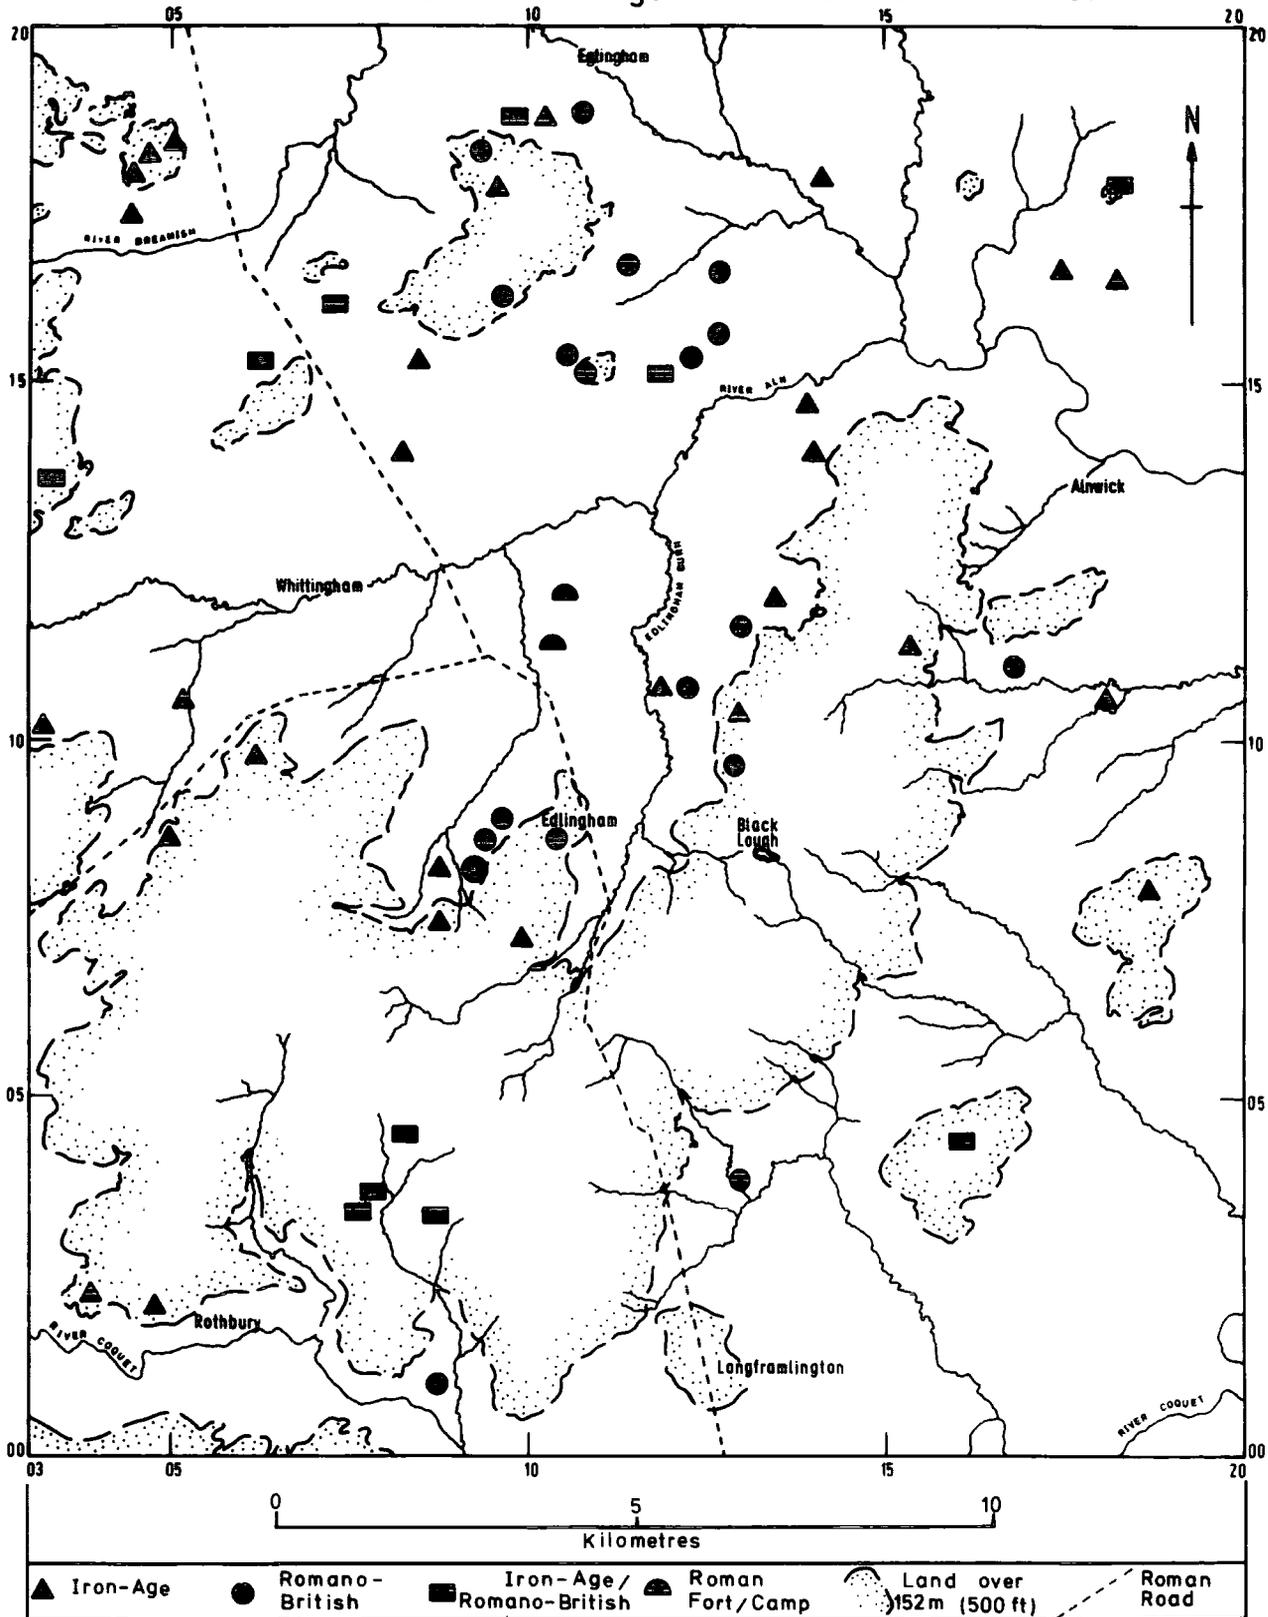 05 10 15 20
20 20
Eglingham
N
RIVER BREAMISH
15 15
RIVER ALN
Alnwick
Whittingham
EDLINGHAM BURN
10 10
Edlingham
Black
Lough
05 05
Rothbury
RIVER COQUET
Longframlington
RIVER COQUET
00 00
03 05 10 15 20
0 5 10
Kilometres
Iron-Age
Romano-
British
Iron-Age/
Romano-British
Roman
Fort/Camp
Land over
152m (500 ft)
Roman
Road